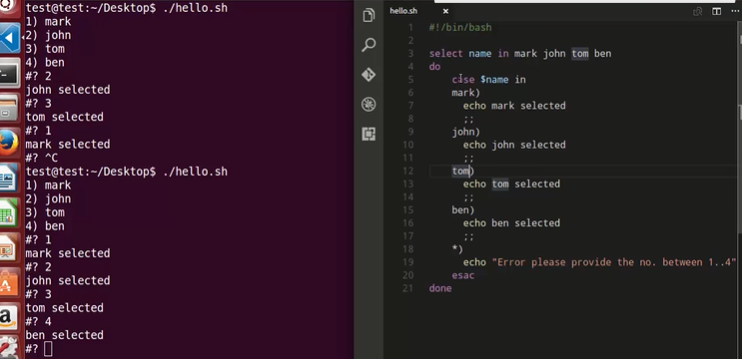 test@test:~/Desktop$ ./hello.sh
1) mark
2) john
3) tom
4) ben
#? 2
john selected
#? 3
tom selected
#? 1
mark selected
#? ^C
test@test:~/Desktop$ ./hello.sh
1) mark
2) john
3) tom
4) ben
#? 1
mark selected
#? 2
john selected
#? 3
tom selected
#? 4
ben selected
#?
hello.sh
1 #!/bin/bash
2
3 select name in mark john tom ben
4 do
5 case $name in
6 mark)
7 echo mark selected
8 ;;
9 john)
10 echo john selected
11 ;;
12 tom)
13 echo tom selected
14 ;;
15 ben)
16 echo ben selected
17 ;;
18 *)
19 echo "Error please provide the no. between 1..4"
20 esac
21 done